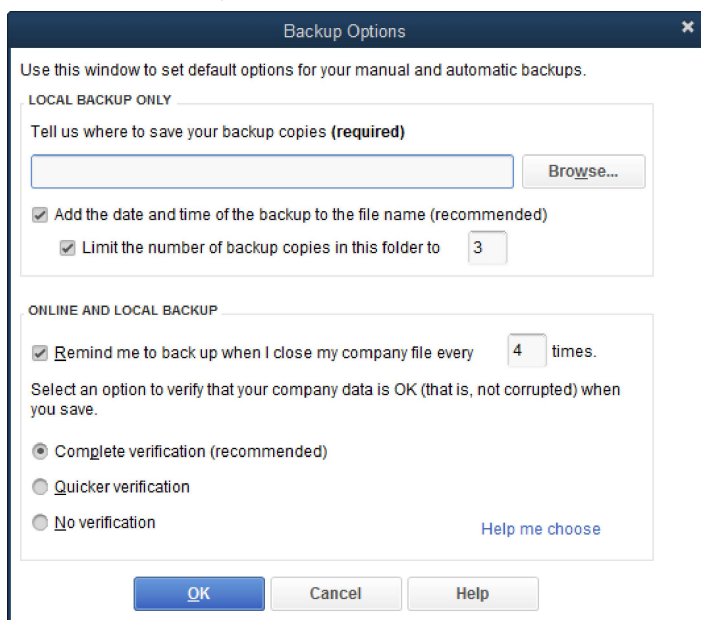 Backup Options
Use this window to set default options for your manual and automatic backups.
LOCAL BACKUP ONLY
Tell us where to save your backup copies (required)
Browse...
Add the date and time of the backup to the file name (recommended)
Limit the number of backup copies in this folder to 3
ONLINE AND LOCAL BACKUP
Remind me to back up when I close my company file every 4 times.
Select an option to verify that your company data is OK (that is, not corrupted) when
you save.
Complete verification (recommended)
Quicker verification
No verification
Help me choose
OK Cancel Help